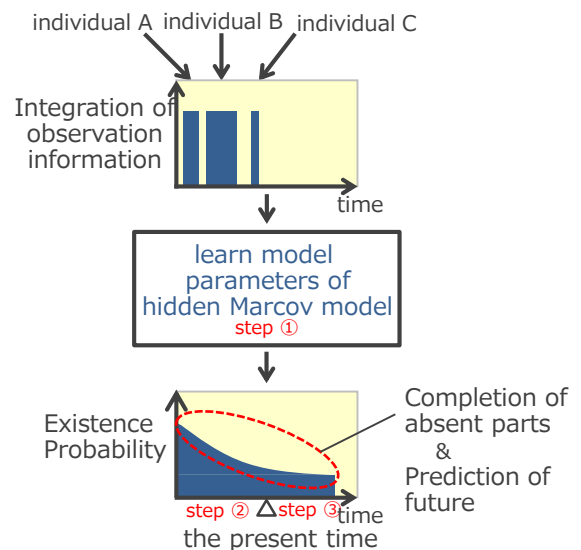 individual A
individual B
individual C
Integration of
observation
information
time
learn model
parameters of
hidden Marcov model
step ①
Existence
Probability
Completion of
absent parts
&
Prediction of
future
step ② △ step ③
time
the present time